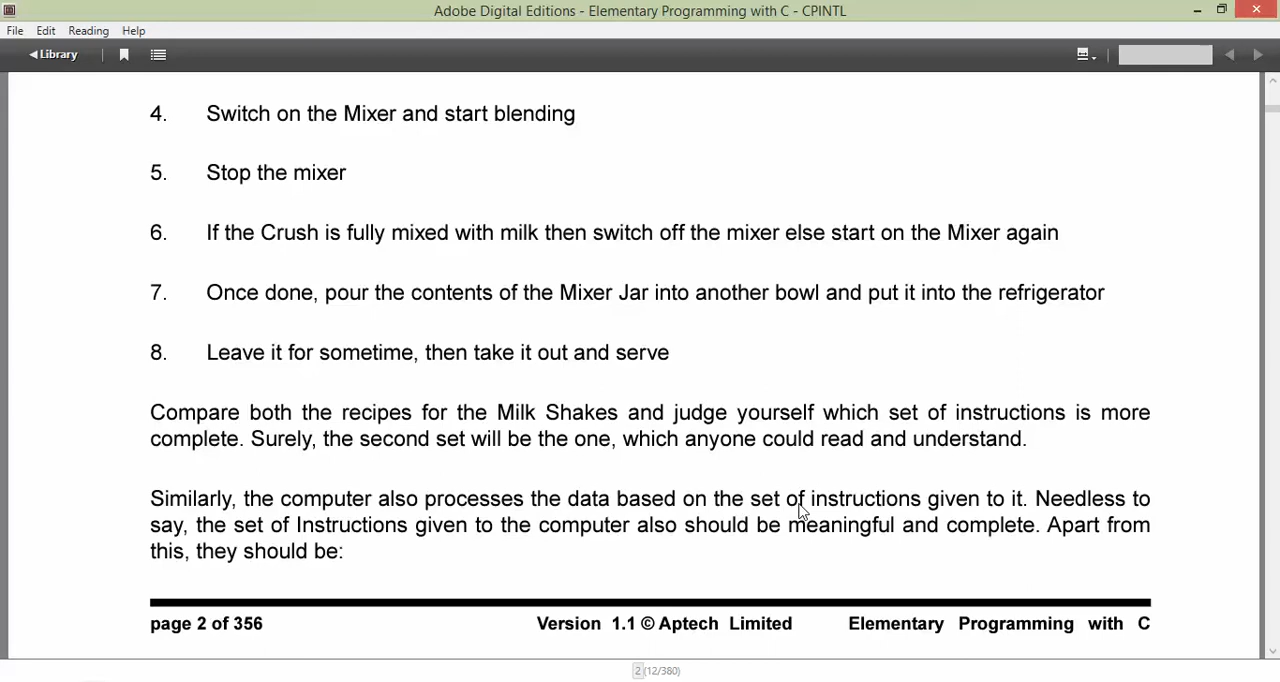 Adobe Digital Editions - Elementary Programming with C - CPINTL
File Edit Reading Help
Library
4. Switch on the Mixer and start blending
5. Stop the mixer
6. If the Crush is fully mixed with milk then switch off the mixer else start on the Mixer again
7. Once done, pour the contents of the Mixer Jar into another bowl and put it into the refrigerator
8. Leave it for sometime, then take it out and serve
Compare both the recipes for the Milk Shakes and judge yourself which set of instructions is more
complete. Surely, the second set will be the one, which anyone could read and understand.
Similarly, the computer also processes the data based on the set of instructions given to it. Needless to
say, the set of Instructions given to the computer also should be meaningful and complete. Apart from
this, they should be:
page 2 of 356 Version 1.1 © Aptech Limited Elementary Programming with C
2 (12/380)